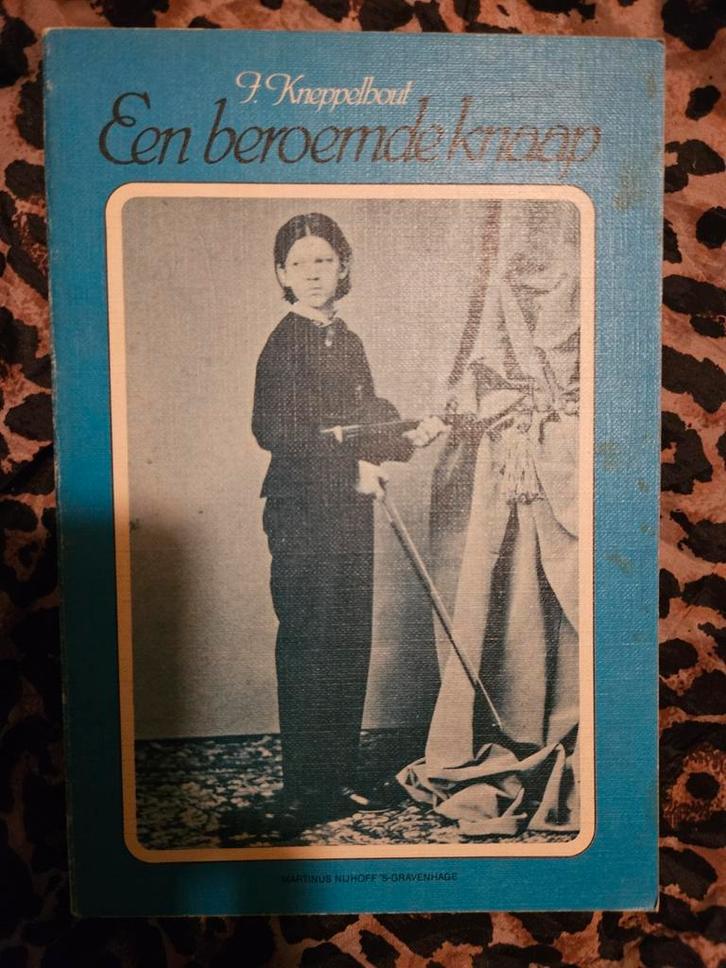 J. Kneppelhout
Een beroemde knaap
MARTINUS NIJHOFF 'S-GRAVENHAGE